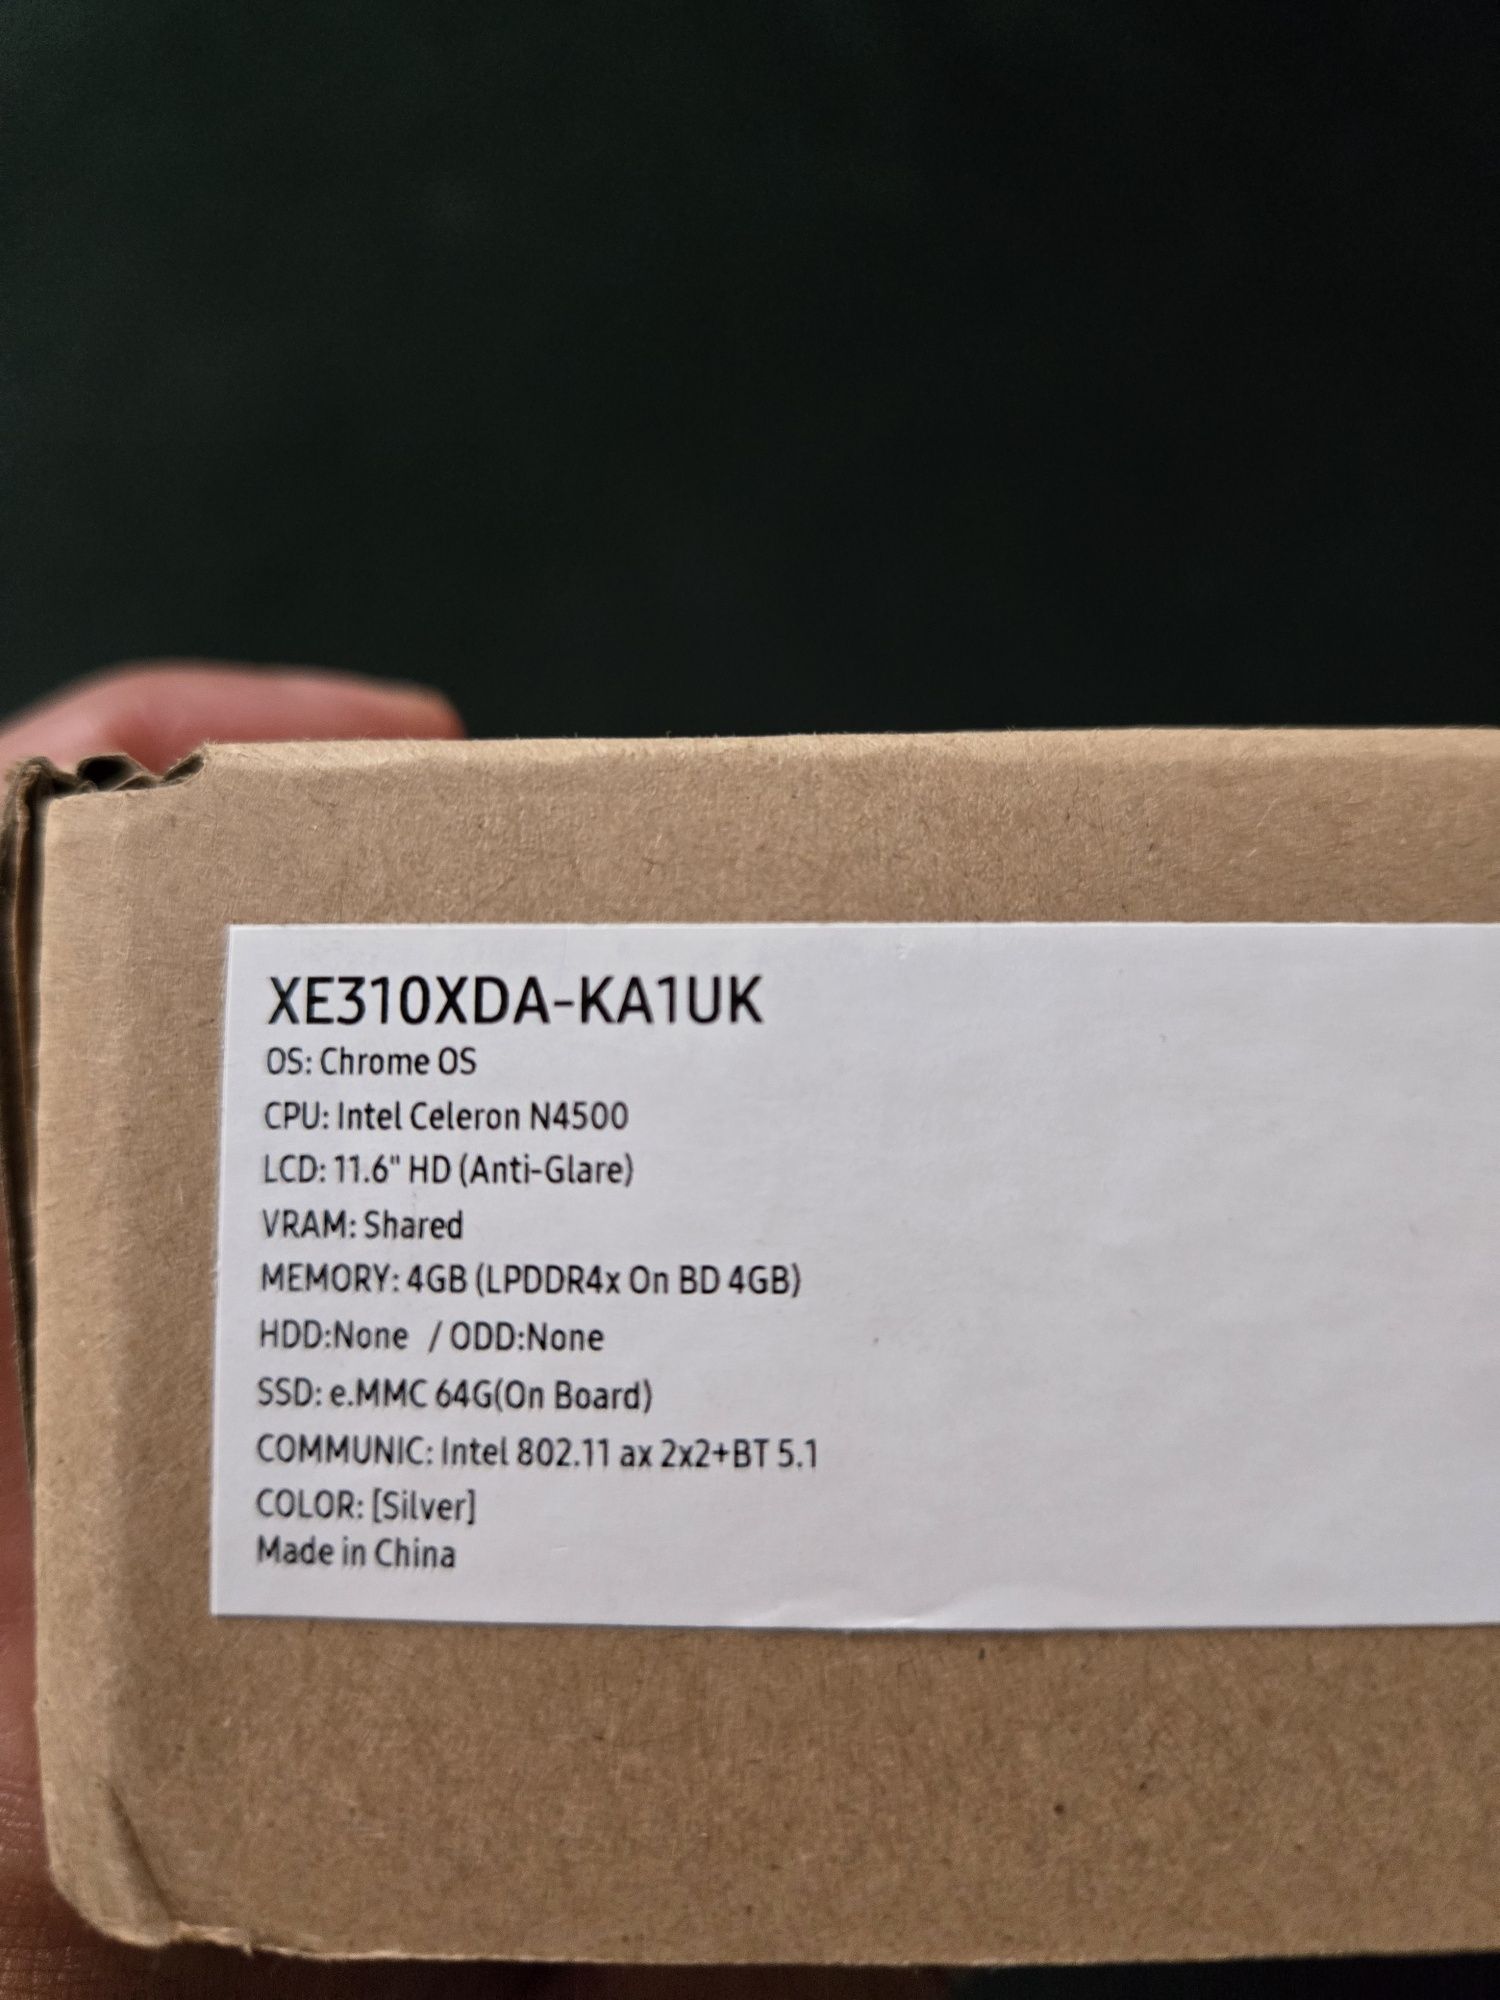 XE310XDA-KA1UK
OS: Chrome OS
CPU: Intel Celeron N4500
LCD: 11.6" HD (Anti-Glare)
VRAM: Shared
MEMORY: 4GB (LPDDR4x On BD 4GB)
HDD:None / ODD:None
SSD: e.MMC 64G(On Board)
COMMUNIC: Intel 802.11 ax 2x2+BT 5.1
COLOR: [Silver]
Made in China